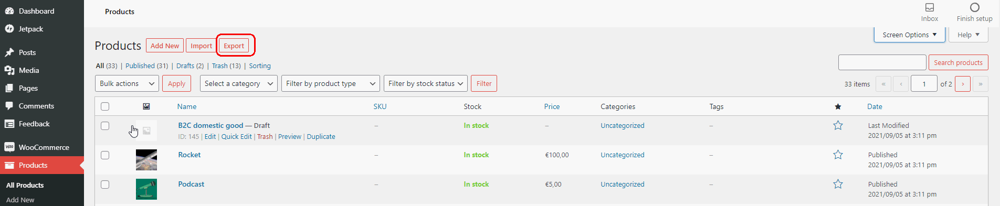 Dashboard
Jetpack
Posts
Media
Pages
Comments
Feedback
WOO WooCommerce
Products
All Products
Add New
Products
Inbox
Finish setup
Screen Options
Help
Products Add New Import Export
All (33) | Published (31) | Drafts (2) | Trash (13) | Sorting
Search products
Bulk actions Apply Select a category Filter by product type Filter by stock status Filter
33 items « ‹ 1 of 2 › »
Name SKU Stock Price Categories Tags Date
B2C domestic good — Draft – In stock – Uncategorized – Last Modified
ID: 145 | Edit | Quick Edit | Trash | Preview | Duplicate 2021/09/05 at 3:11 pm
Rocket – In stock €100,00 Uncategorized – Published
2021/09/05 at 3:11 pm
Podcast – In stock €5,00 Uncategorized – Published
2021/09/05 at 3:11 pm